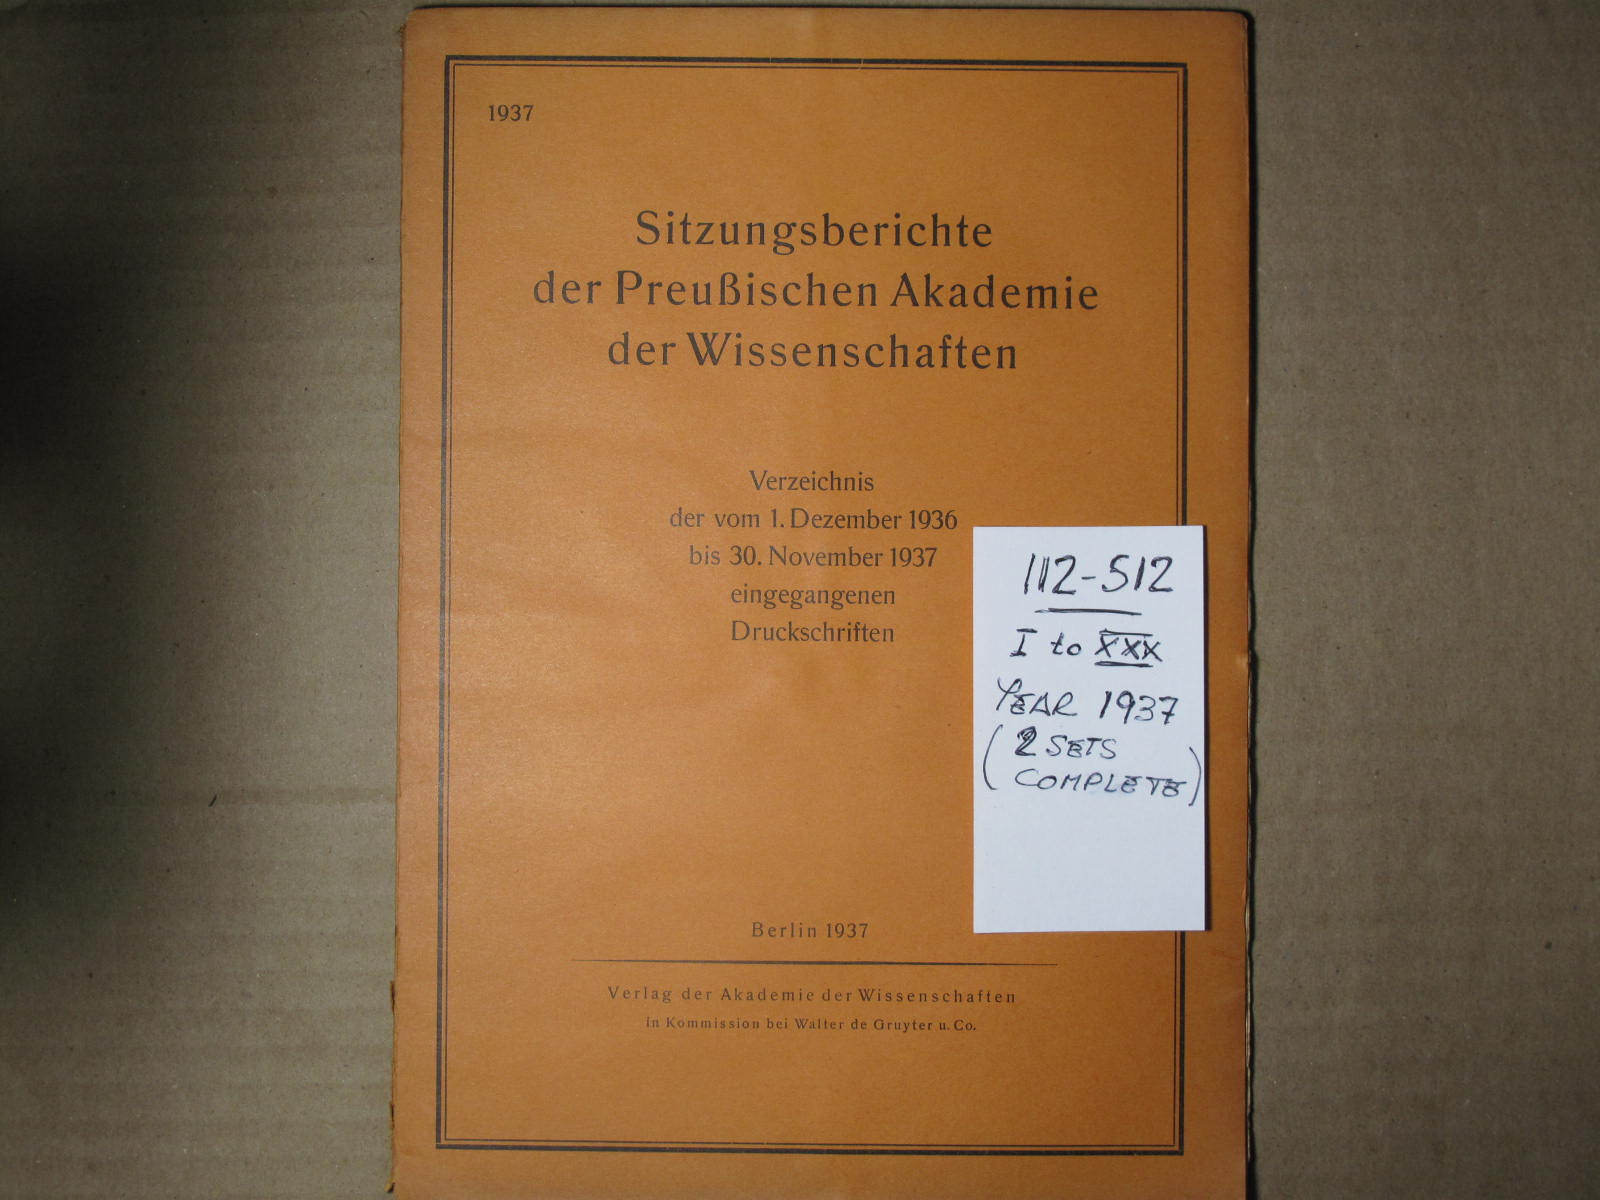 1937
Sitzungsberichte
der Preußischen Akademie
der Wissenschaften
Verzeichnis
der vom 1. Dezember 1936
bis 30. November 1937
eingegangenen
Druckschriften
112-512
I to XXX
YEAR 1937
(2 SETS
COMPLETE)
Berlin 1937
Verlag der Akademie der Wissenschaften
in Kommission bei Walter de Gruyter u. Co.